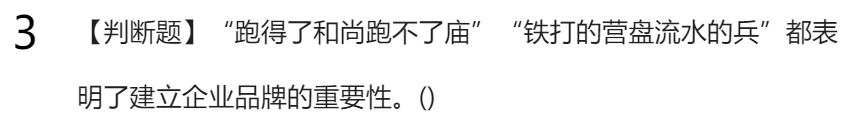 3 【判断题】“跑得了和尚跑不了庙”“铁打的营盘流水的兵”都表
明了建立企业品牌的重要性。()